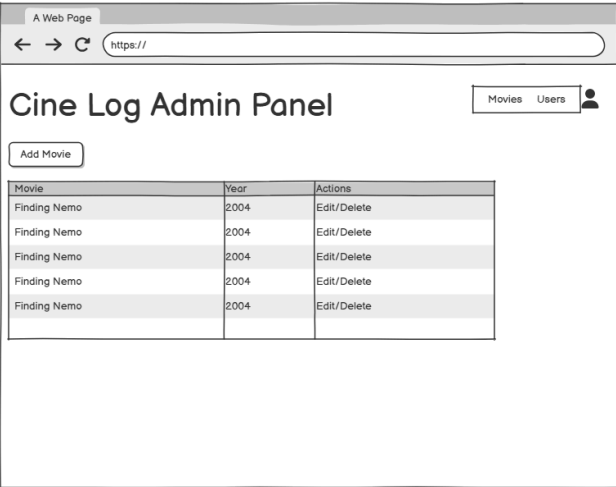 A Web Page
https://
Cine Log Admin Panel
Movies Users
Add Movie
Movie Year Actions
Finding Nemo 2004 Edit/Delete
Finding Nemo 2004 Edit/Delete
Finding Nemo 2004 Edit/Delete
Finding Nemo 2004 Edit/Delete
Finding Nemo 2004 Edit/Delete